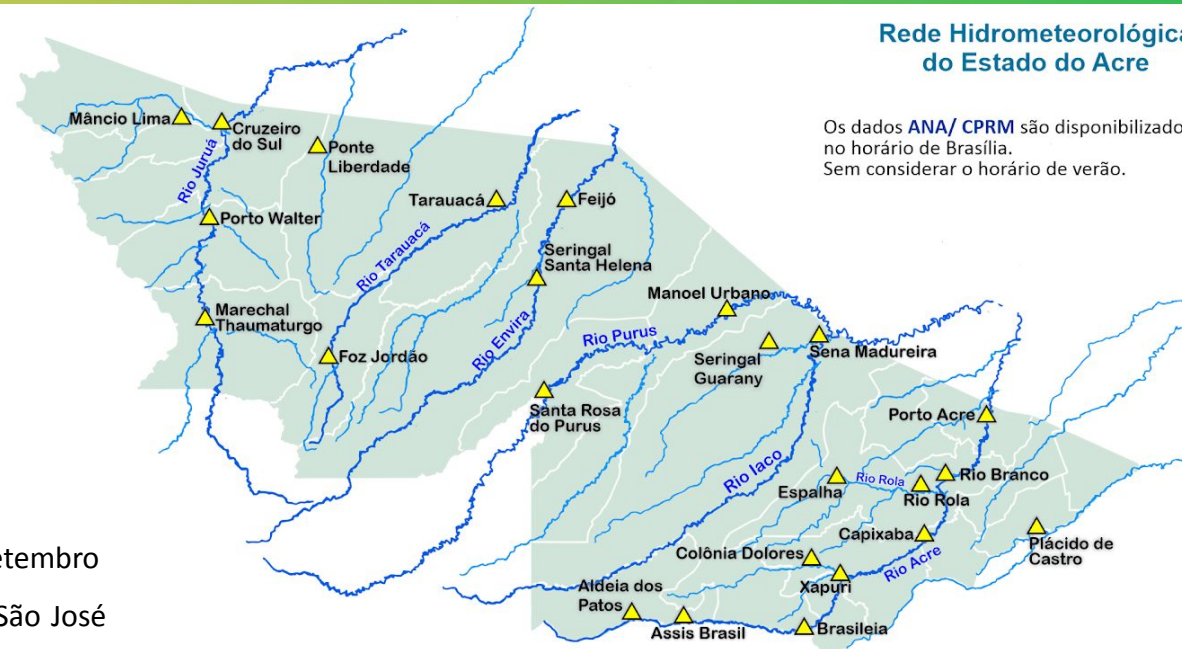 Rede Hidrometeorológica
do Estado do Acre
Os dados ANA/ CPRM são
no horário de Brasília.
Sem considerar o horário de verão.
Mâncio Lima
Cruzeiro
do Sul
Ponte
Liberdade
Rio Juruá
Tarauacá
Feijó
Porto Walter
Rio Tarauacá
Seringal
Santa Helena
Manoel Urbano
Marechal
Thaumaturgo
Foz Jordão
Rio Envira
Rio Purus
Seringal
Guarany
Sena Madureira
Santa Rosa
do Purus
Porto Acre
Rio Iaco
Espalha
Rio Rola
Rio Rola
Rio Branco
Capixaba
Plácido de
Castro
Colônia Dolores
Rio Acre
Xapuri
Aldeia dos
Patos
Assis Brasil
Brasileia
São José